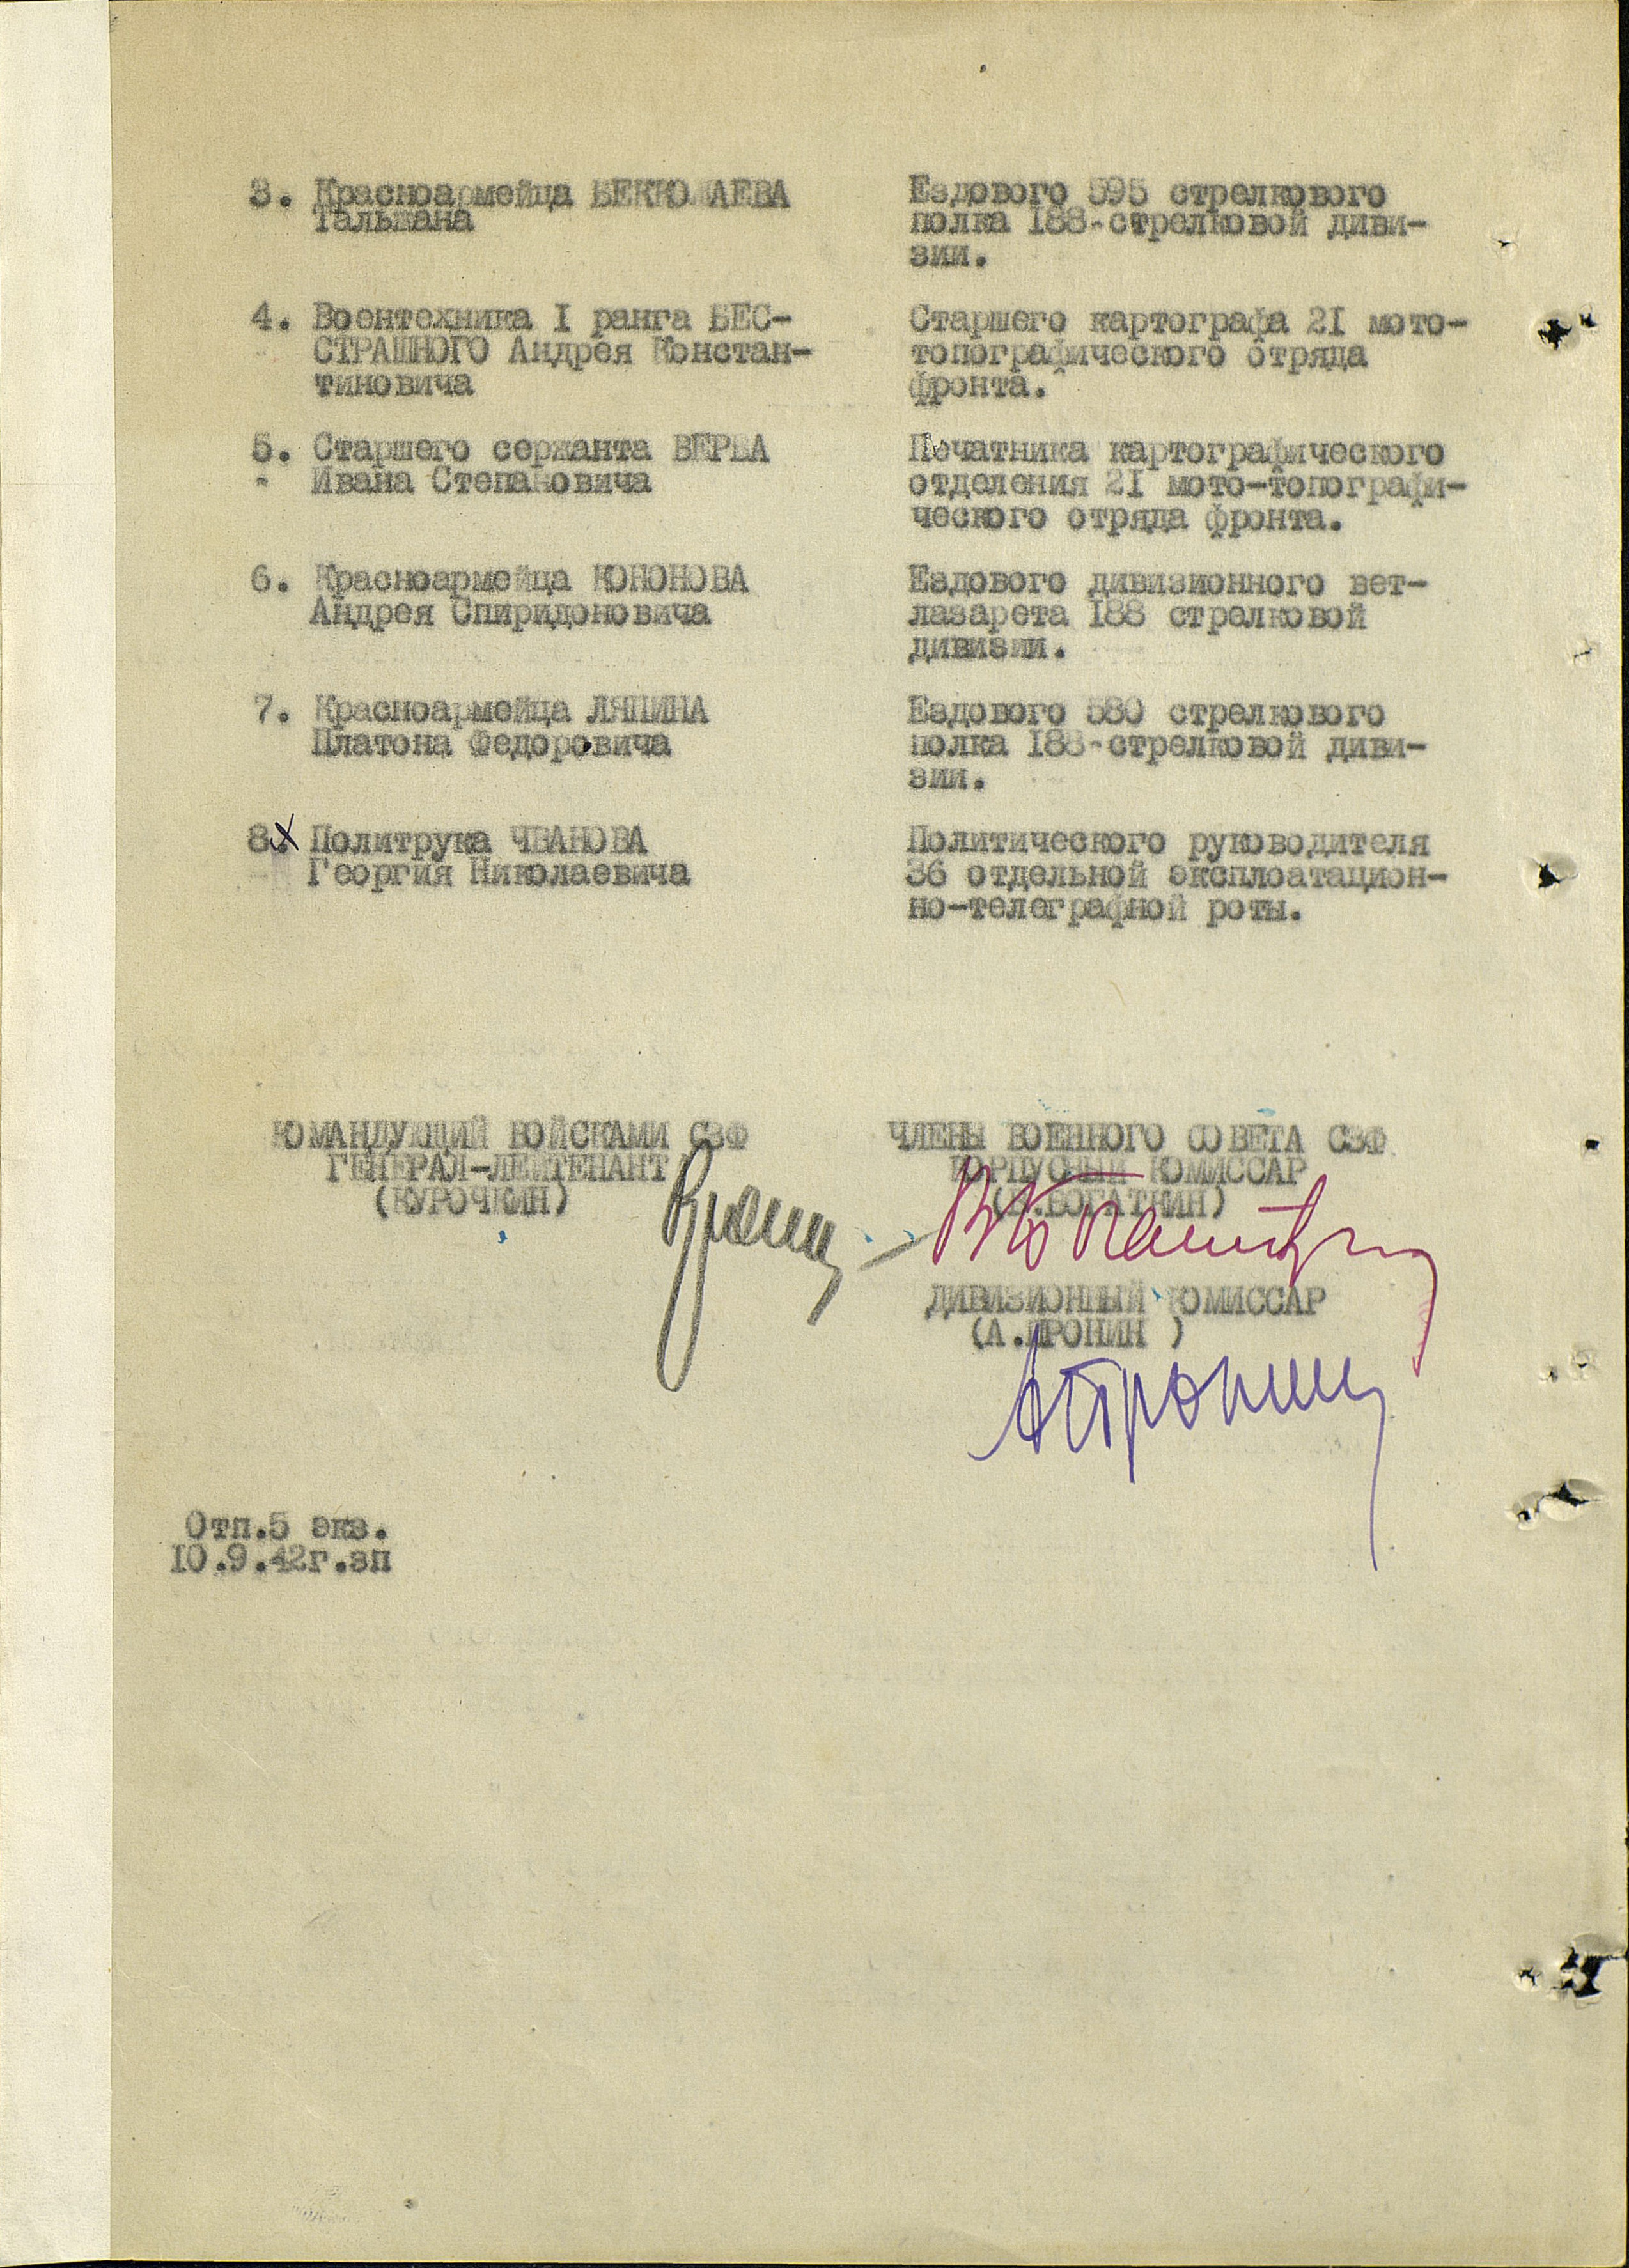 3. Красноармейца
Тальжана
Ездового 595 стрелкового
полка 188-стрелковой диви-
зии.
4. Воентехника I ранга БЕС-
СТРАШНОГО Андрея Констан-
тиновича
Старшего картографа 21 мото-
топографического отряда
фронта.
5. Старшего сержанта ВЕРБА
Ивана Степановича
Печатника картографического
отделения 21 мото-топографи-
ческого отряда фронта.
6. Красноармейца КОНОНОВА
Андрея Спиридоновича
Ездового дивизионного вет-
лазарета 188 стрелковой
дивизии.
7. Красноармейца ЛЯПИНА
Платона Федоровича
Ездового 580 стрелкового
полка 188-стрелковой диви-
зии.
8. Политрука ЧВАНОВА
Георгия Николаевича
Политического руководителя
36 отдельной эксплоатацион-
но-телеграфной роты.
КОМАНДУЮЩИЙ ВОЙСКАМИ СЗФ
ГЕНЕРАЛ-ЛЕЙТЕНАНТ
(КУРОЧКИН)
ЧЛЕНЫ ВОЕННОГО СОВЕТА СЗФ
КОРПУСНЫЙ КОМИССАР
(В.БОГАТКИН)
ДИВИЗИОННЫЙ КОМИССАР
(А.ПРОНИН )
АПронин
Отп.5 экз.
10.9.42г.зп